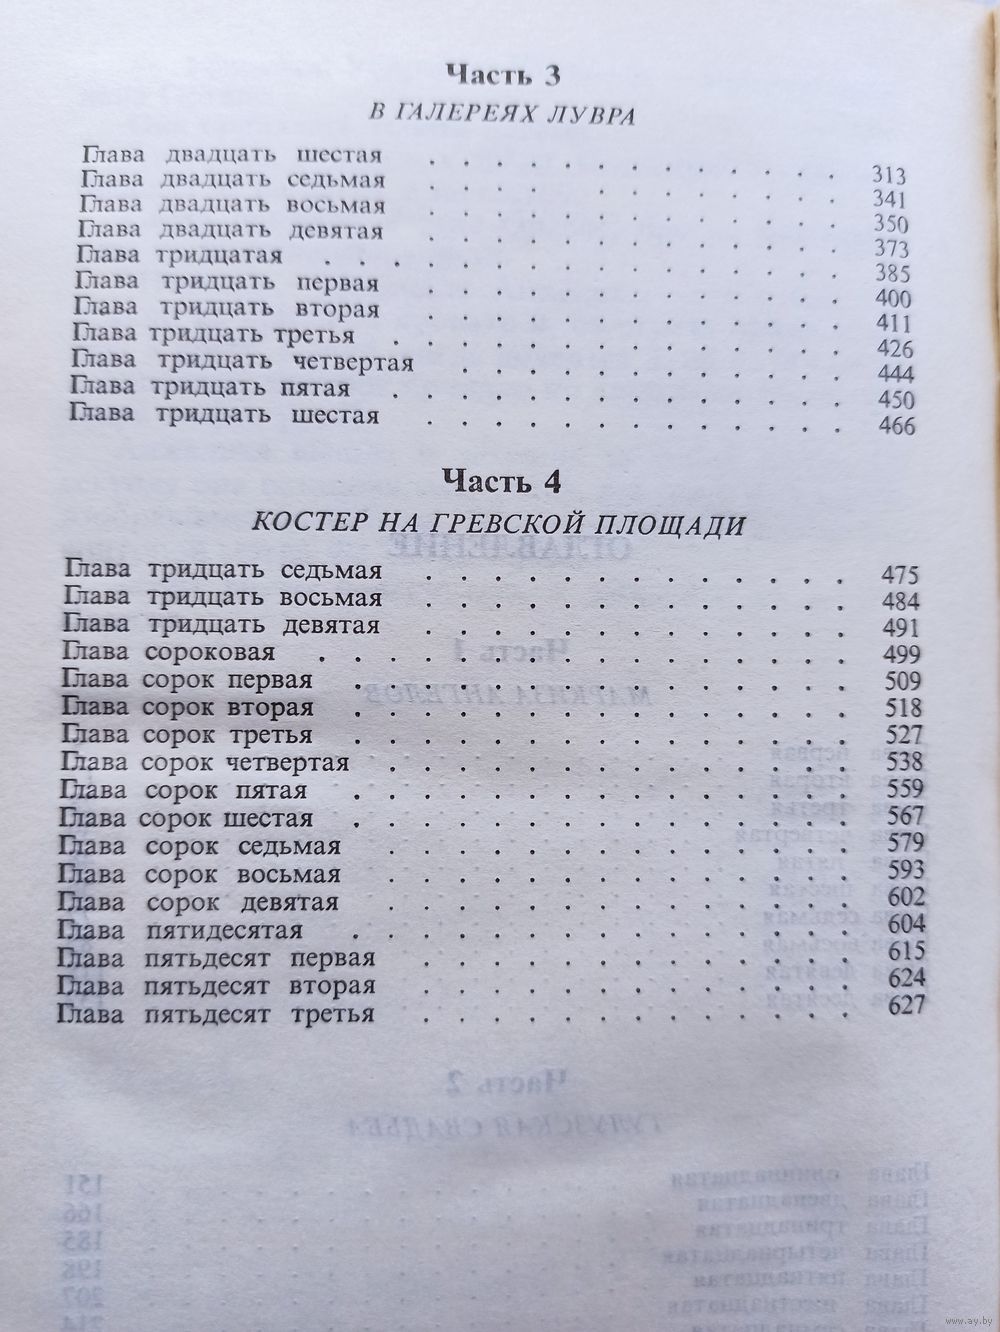 Часть 3
В ГАЛЕРЕЯХ ЛУВРА
Глава двадцать шестая . . . . . . . . . . . . . 313
Глава двадцать седьмая . . . . . . . . . . . . . 341
Глава двадцать восьмая . . . . . . . . . . . . . 350
Глава двадцать девятая . . . . . . . . . . . . . 373
Глава тридцатая . . . . . . . . . . . . . . . . 385
Глава тридцать первая . . . . . . . . . . . . . 400
Глава тридцать вторая . . . . . . . . . . . . . 411
Глава тридцать третья . . . . . . . . . . . . . . 426
Глава тридцать четвертая . . . . . . . . . . . . 444
Глава тридцать пятая . . . . . . . . . . . . . . 450
Глава тридцать шестая . . . . . . . . . . . . . 466
Часть 4
КОСТЕР НА ГРЕВСКОЙ ПЛОЩАДИ
Глава тридцать седьмая . . . . . . . . . . . . . 475
Глава тридцать восьмая . . . . . . . . . . . . . 484
Глава тридцать девятая . . . . . . . . . . . . . 491
Глава сороковая . . . . . . . . . . . . . . . . 499
Глава сорок первая . . . . . . . . . . . . . . . 509
Глава сорок вторая . . . . . . . . . . . . . . . 518
Глава сорок третья . . . . . . . . . . . . . . . 527
Глава сорок четвертая . . . . . . . . . . . . . . 538
Глава сорок пятая . . . . . . . . . . . . . . . 559
Глава сорок шестая . . . . . . . . . . . . . . . 567
Глава сорок седьмая . . . . . . . . . . . . . . 579
Глава сорок восьмая . . . . . . . . . . . . . . 593
Глава сорок девятая . . . . . . . . . . . . . . 602
Глава пятидесятая . . . . . . . . . . . . . . . 604
Глава пятьдесят первая . . . . . . . . . . . . . 615
Глава пятьдесят вторая . . . . . . . . . . . . . 624
Глава пятьдесят третья . . . . . . . . . . . . . 627
www.ay.by